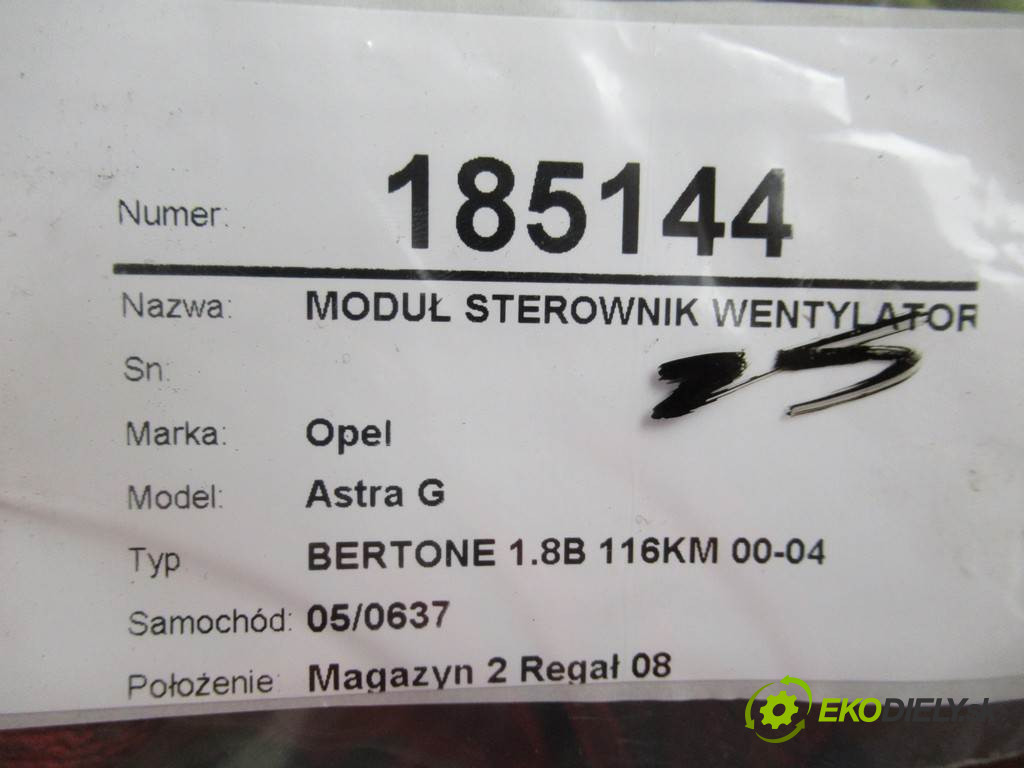 Numer: 185144
Nazwa: MODUŁ STEROWNIK WENTYLATOR
Sn:
Marka: Opel
Model: Astra G
Typ BERTONE 1.8B 116KM 00-04
Samochód: 05/0637
Położenie Magazyn 2 Regał 08
EKODIELY.sk